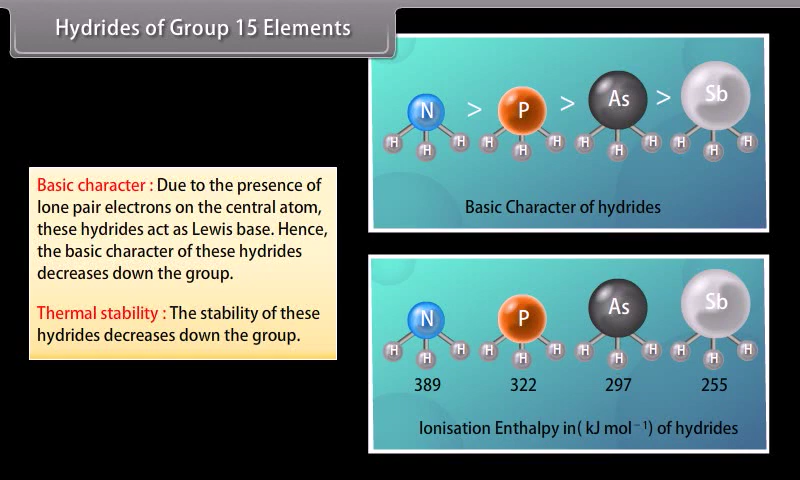 Hydrides of Group 15 Elements
N > P > As > Sb
H H H H H H H H H H H H
Basic Character of hydrides
Basic character : Due to the presence of
lone pair electrons on the central atom,
these hydrides act as Lewis base. Hence,
the basic character of these hydrides
decreases down the group.
Thermal stability : The stability of these
hydrides decreases down the group.
N P As Sb
H H H H H H H H H H H H
389 322 297 255
Ionisation Enthalpy in( kJ mol⁻¹) of hydrides